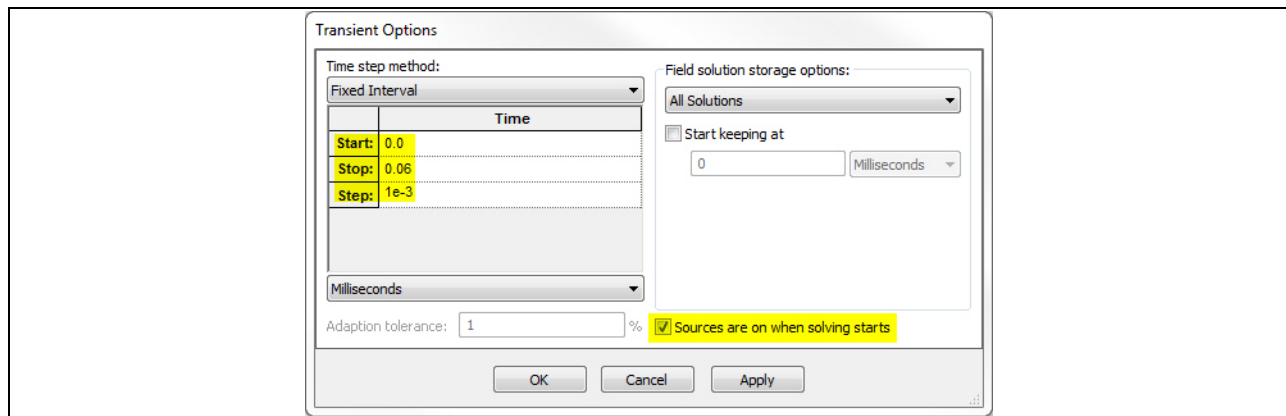 Transient Options
Time step method:
Fixed Interval
Time
Start: 0.0
Stop: 0.06
Step: 1e-3
Milliseconds
Adaption tolerance: 1 %
Field solution storage options:
All Solutions
Start keeping at
0 Milliseconds
Sources are on when solving starts
OK Cancel Apply